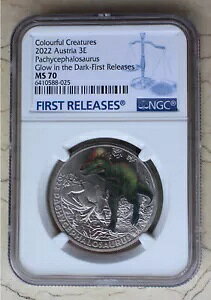 Colourful Creatures
2022 Austria 3E
Pachycephalosaurus
Glow in the Dark-First Releases
MS 70
6410588-025
FIRST RELEASES®
NGC®
PACHYCEPHALOSAURUS